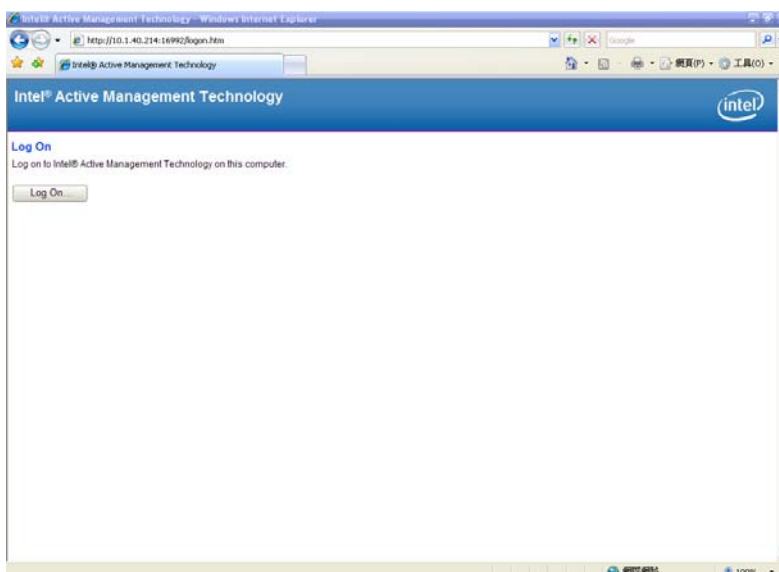 Intel® Active Management Technology - Windows Internet Explorer
http://10.1.40.214:16992/logon.htm
Google
Intel® Active Management Technology
網頁(P)
工具(O)
Intel® Active Management Technology
intel
Log On
Log on to Intel® Active Management Technology on this computer.
Log On...
100%